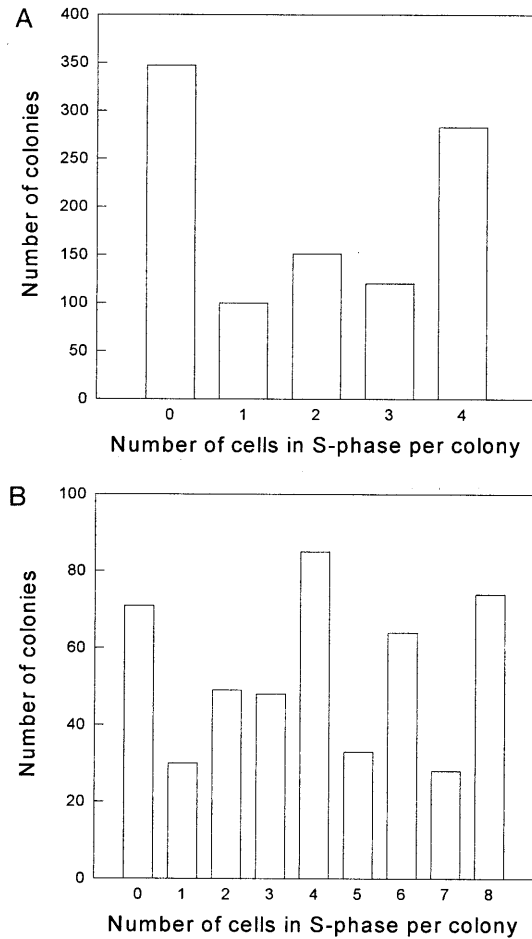 A
400
350
300
250
200
150
100
50
0
Number of colonies
0 1 2 3 4
Number of cells in S-phase per colony
B
100
80
60
40
20
0
Number of colonies
0 1 2 3 4 5 6 7 8
Number of cells in S-phase per colony